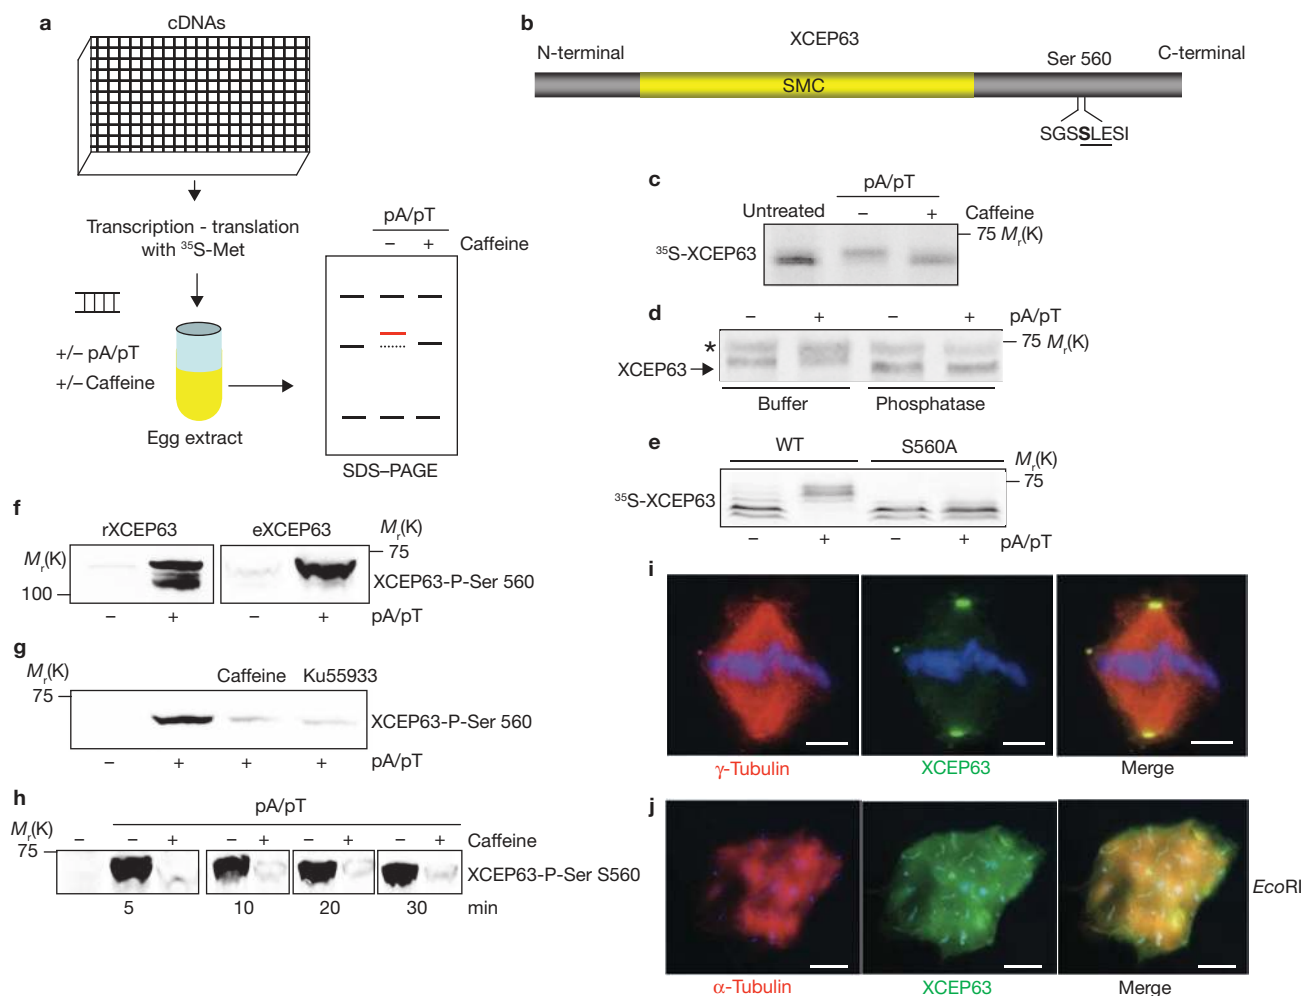 a
cDNAs
Transcription - translation
with ³⁵S-Met
+/– pA/pT
+/– Caffeine
Egg extract
pA/pT
– + Caffeine
SDS–PAGE
b
XCEP63
N-terminal
Ser 560
C-terminal
SMC
SGSSLESI
c
pA/pT
Untreated – + Caffeine
75 Mr(K)
³⁵S-XCEP63
d
– + – + pA/pT
*
75 Mr(K)
XCEP63
Buffer Phosphatase
e
WT S560A
Mr(K)
75
³⁵S-XCEP63
– + – + pA/pT
f
rXCEP63 eXCEP63
Mr(K)
75
Mr(K)
XCEP63-P-Ser 560
100
– + – + pA/pT
g
Mr(K)
75
Caffeine Ku55933
XCEP63-P-Ser 560
– + + + pA/pT
h
pA/pT
Mr(K)
– – + – + – + – + Caffeine
75
XCEP63-P-Ser S560
5 10 20 30 min
i
γ-Tubulin XCEP63 Merge
j
EcoRI
α-Tubulin XCEP63 Merge